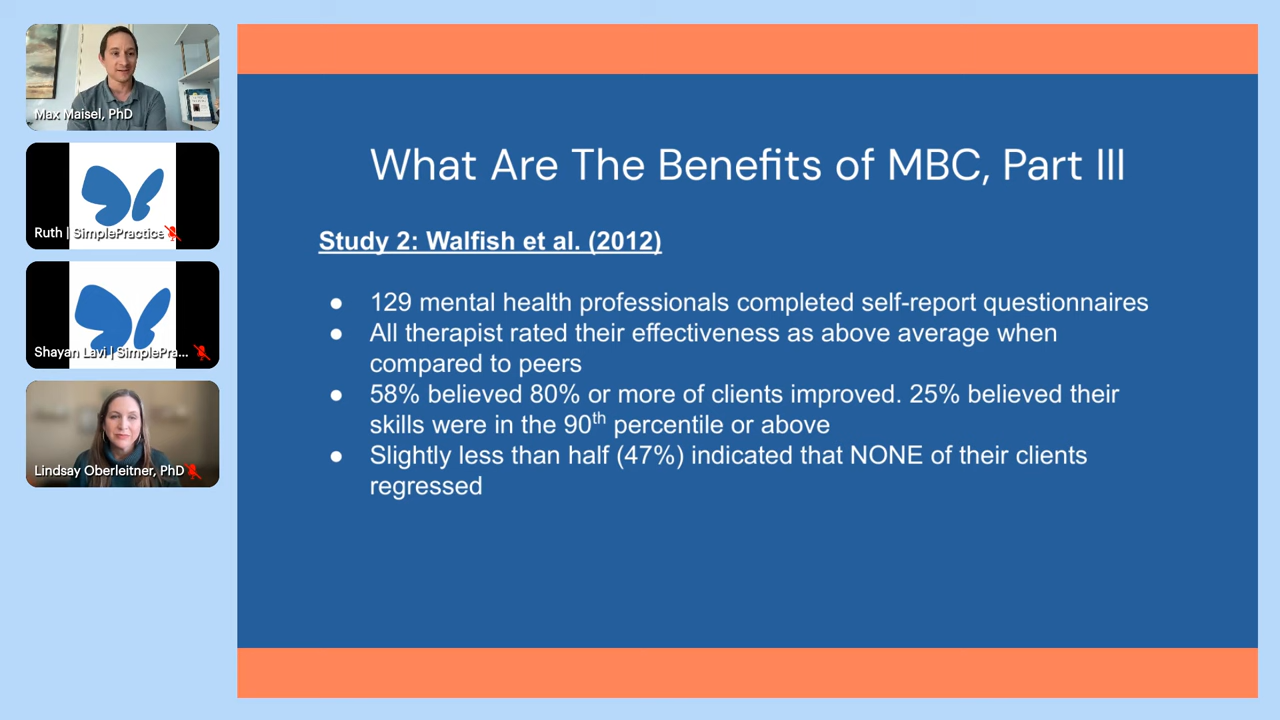 Max Maisel, PhD
Ruth | SimplePractice
Shayan Lavi | SimplePra...
Lindsay Oberleitner, PhD
What Are The Benefits of MBC, Part III
Study 2: Walfish et al. (2012)
● 129 mental health professionals completed self-report questionnaires
● All therapist rated their effectiveness as above average when
compared to peers
● 58% believed 80% or more of clients improved. 25% believed their
skills were in the 90th percentile or above
● Slightly less than half (47%) indicated that NONE of their clients
regressed